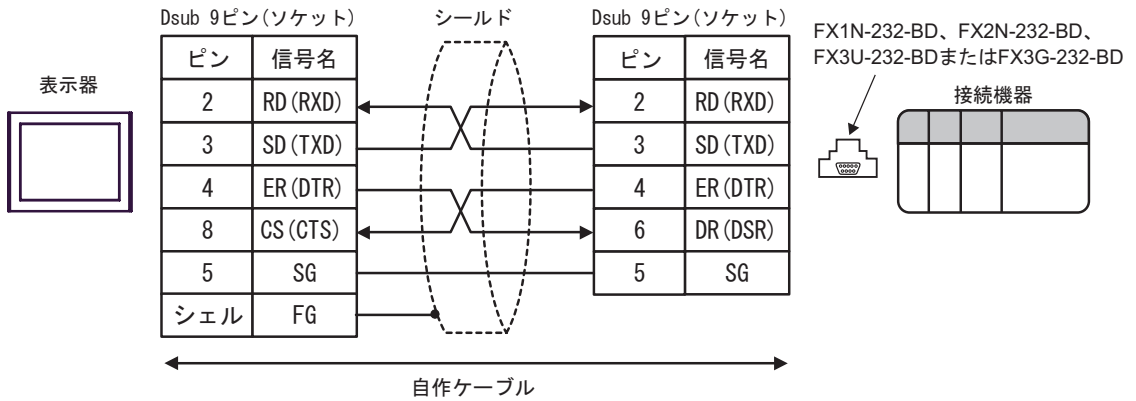 Dsub 9ピン(ソケット)
シールド
Dsub 9ピン(ソケット)
FX1N-232-BD、FX2N-232-BD、
FX3U-232-BDまたはFX3G-232-BD
表示器
接続機器
ピン 信号名
2 RD(RXD)
3 SD(TXD)
4 ER(DTR)
8 CS(CTS)
5 SG
シェル FG
ピン 信号名
2 RD(RXD)
3 SD(TXD)
4 ER(DTR)
6 DR(DSR)
5 SG
自作ケーブル